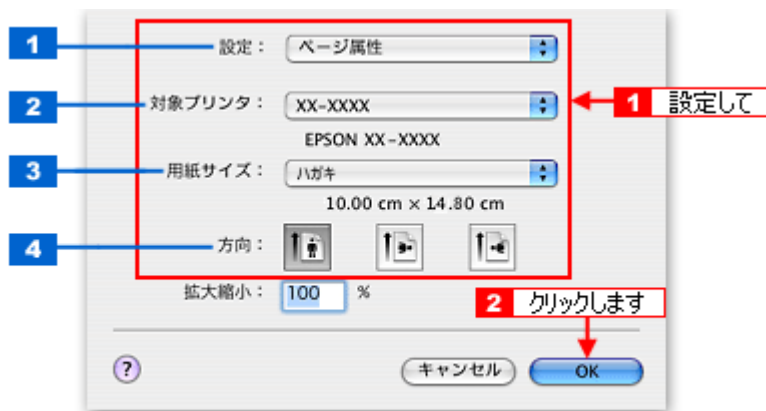 1 設定： ページ属性
2 対象プリンタ： XX-XXXX 1 設定して
EPSON XX-XXXX
3 用紙サイズ： ハガキ
10.00 cm × 14.80 cm
4 方向：
拡大縮小： 100 %
2 クリックします
? キャンセル OK